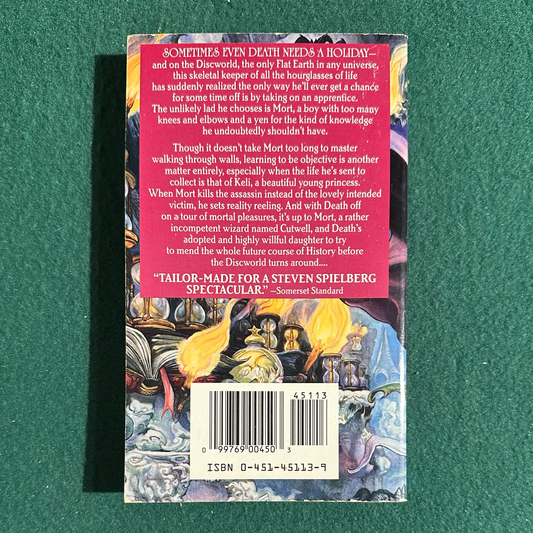 SOMETIMES EVEN DEATH NEEDS A HOLIDAY—
and on the Discworld, the only Flat Earth in any universe,
this skeletal keeper of all the hourglasses of life
has suddenly realized the only way he'll ever get a chance
for some time off is by taking on an apprentice.
The unlikely lad he chooses is Mort, a boy with too many
knees and elbows and a yen for the kind of knowledge
he undoubtedly shouldn't have.
Though it doesn't take Mort too long to master
walking through walls, learning to be objective is another
matter entirely, especially when the life he's sent to
collect is that of Keli, a beautiful young princess.
When Mort kills the assassin instead of the lovely intended
victim, he sets reality reeling. And with Death off
on a tour of mortal pleasures, it's up to Mort, a rather
incompetent wizard named Cutwell, and Death's
adopted and highly willful daughter to try
to mend the whole future course of History before
the Discworld turns around....
"TAILOR-MADE FOR A STEVEN SPIELBERG
SPECTACULAR." —Somerset Standard
45113
0 99769 00450 3
ISBN 0-451-45113-9